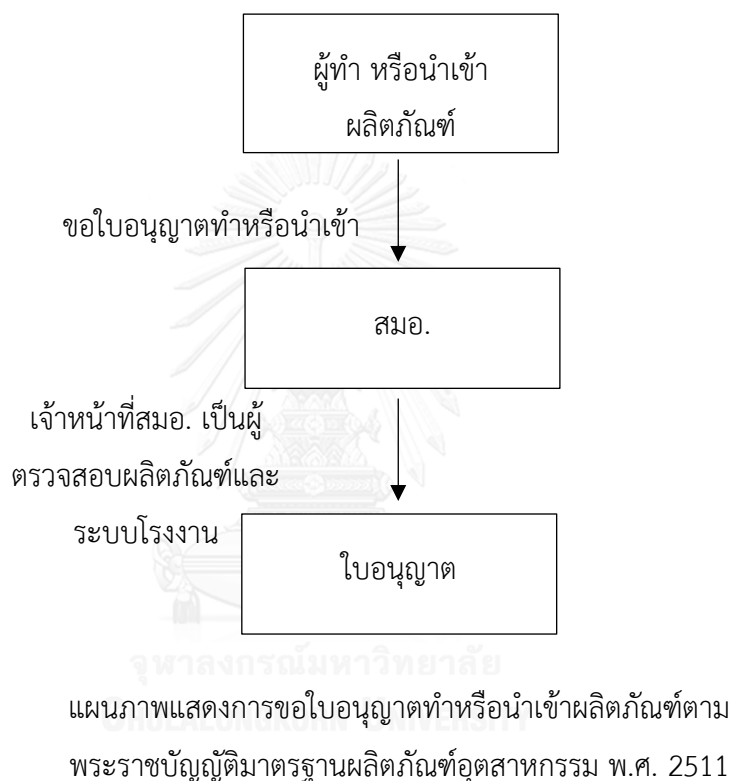 ผู้ทำ หรือนำเข้า
ผลิตภัณฑ์
ขอใบอนุญาตทำหรือนำเข้า
สมอ.
เจ้าหน้าที่สมอ. เป็นผู้
ตรวจสอบผลิตภัณฑ์และ
ระบบโรงงาน
ใบอนุญาต
จุฬาลงกรณ์มหาวิทยาลัย
CHULALONGKORN UNIVERSITY
แผนภาพแสดงการขอใบอนุญาตทำหรือนำเข้าผลิตภัณฑ์ตาม
พระราชบัญญัติมาตรฐานผลิตภัณฑ์อุตสาหกรรม พ.ศ. 2511